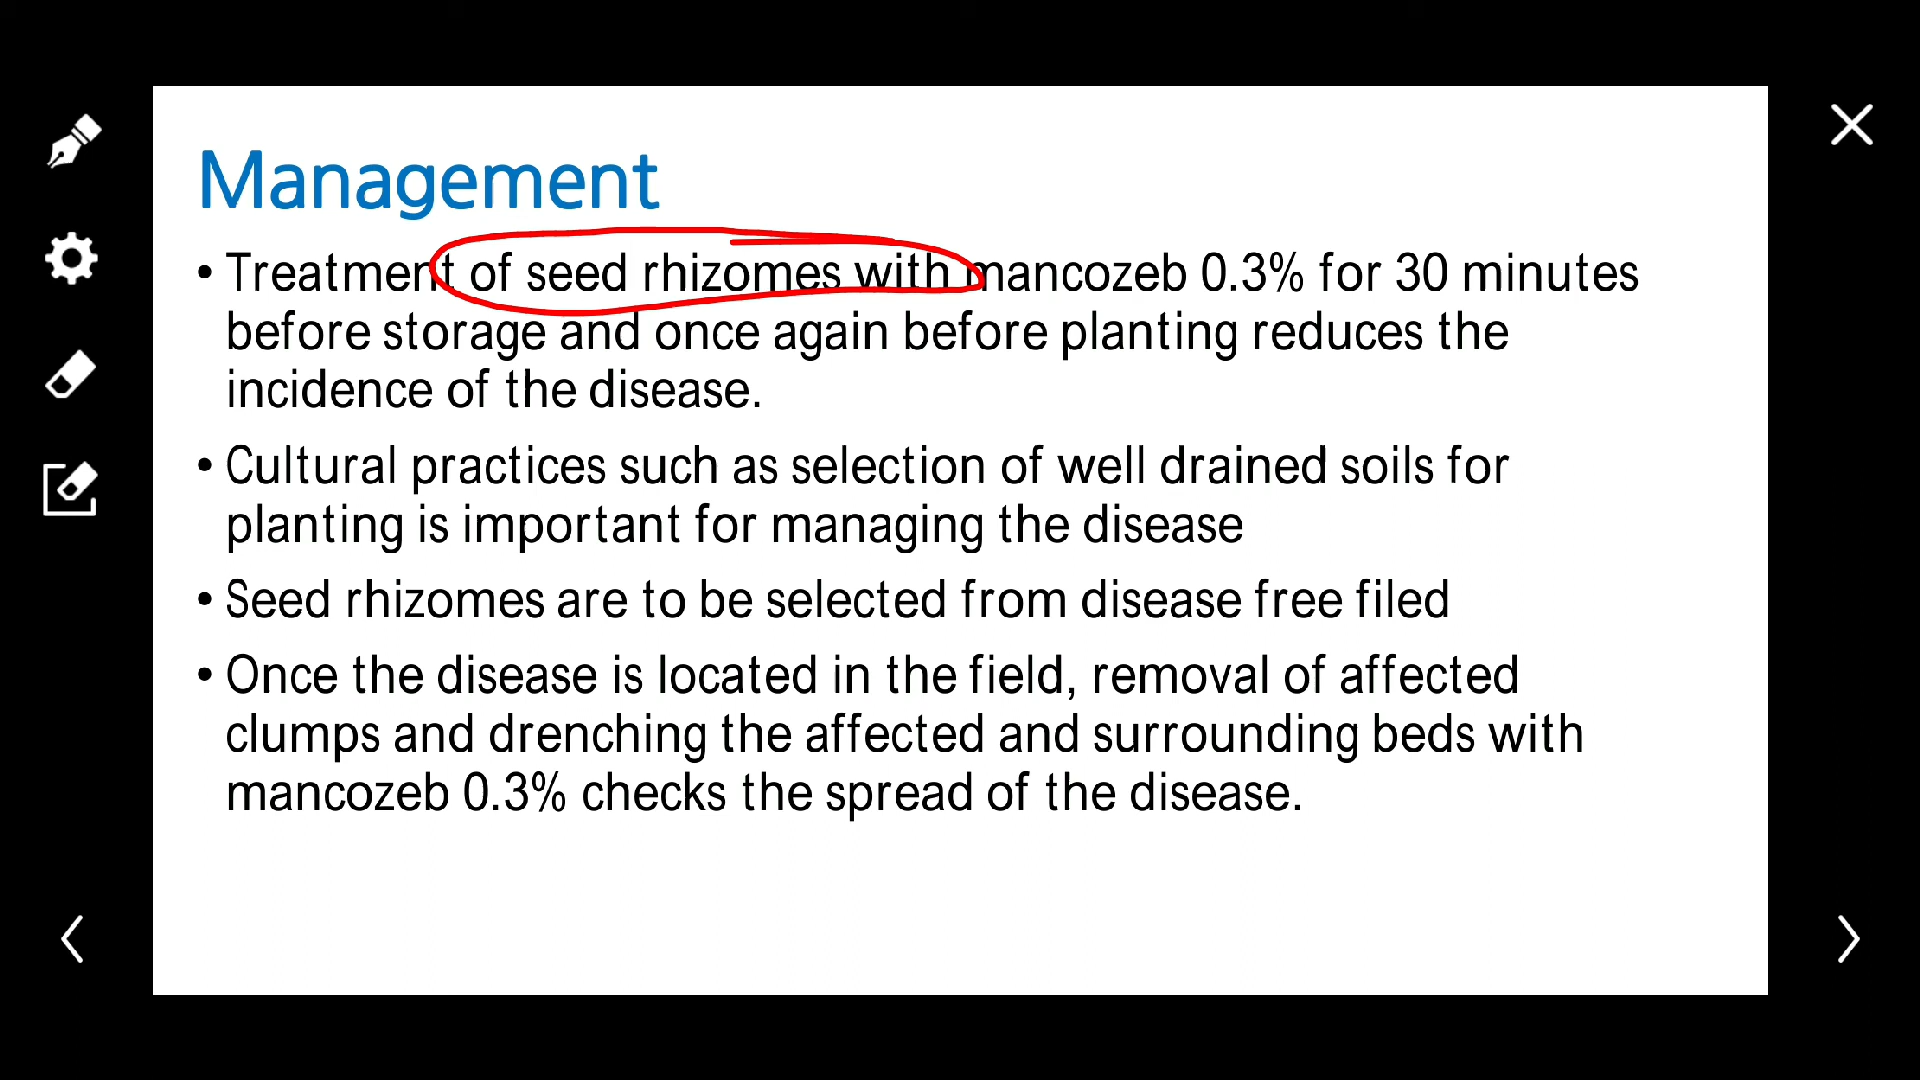 Management
• Treatment of seed rhizomes with mancozeb 0.3% for 30 minutes
before storage and once again before planting reduces the
incidence of the disease.
• Cultural practices such as selection of well drained soils for
planting is important for managing the disease
• Seed rhizomes are to be selected from disease free filed
• Once the disease is located in the field, removal of affected
clumps and drenching the affected and surrounding beds with
mancozeb 0.3% checks the spread of the disease.